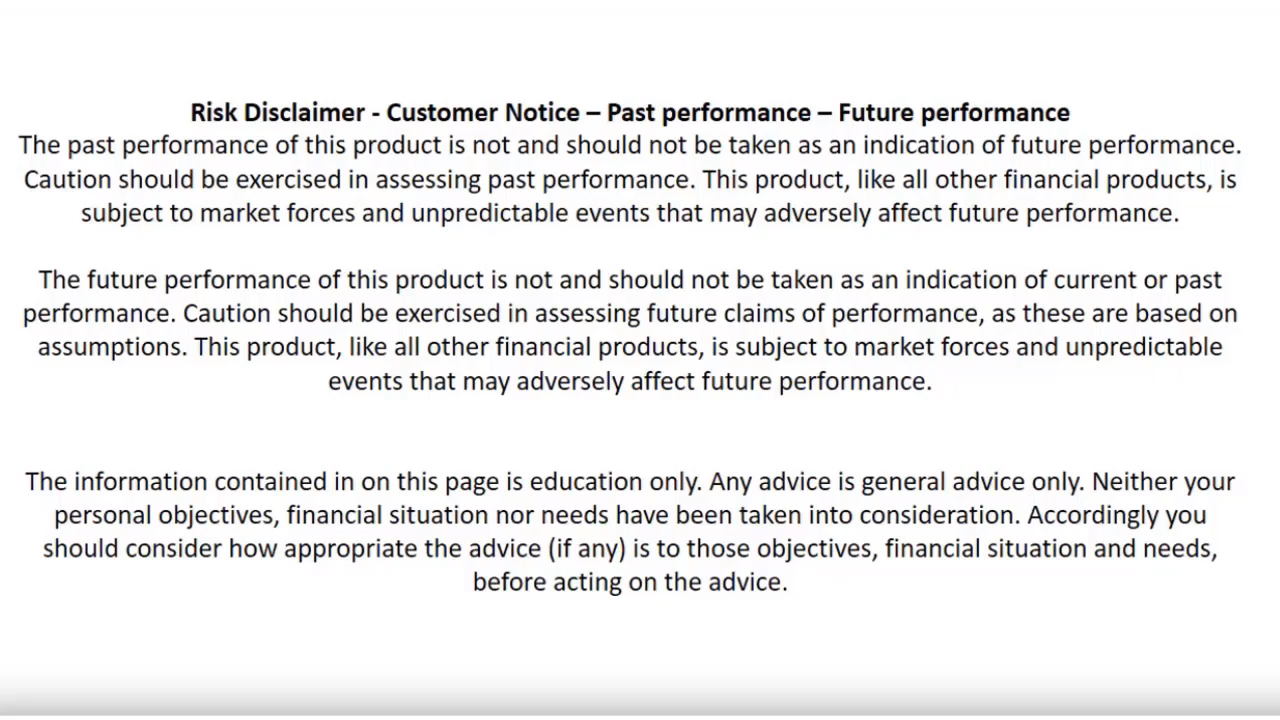 Risk Disclaimer - Customer Notice – Past performance – Future performance
The past performance of this product is not and should not be taken as an indication of future performance.
Caution should be exercised in assessing past performance. This product, like all other financial products, is
subject to market forces and unpredictable events that may adversely affect future performance.
The future performance of this product is not and should not be taken as an indication of current or past
performance. Caution should be exercised in assessing future claims of performance, as these are based on
assumptions. This product, like all other financial products, is subject to market forces and unpredictable
events that may adversely affect future performance.
The information contained in on this page is education only. Any advice is general advice only. Neither your
personal objectives, financial situation nor needs have been taken into consideration. Accordingly you
should consider how appropriate the advice (if any) is to those objectives, financial situation and needs,
before acting on the advice.